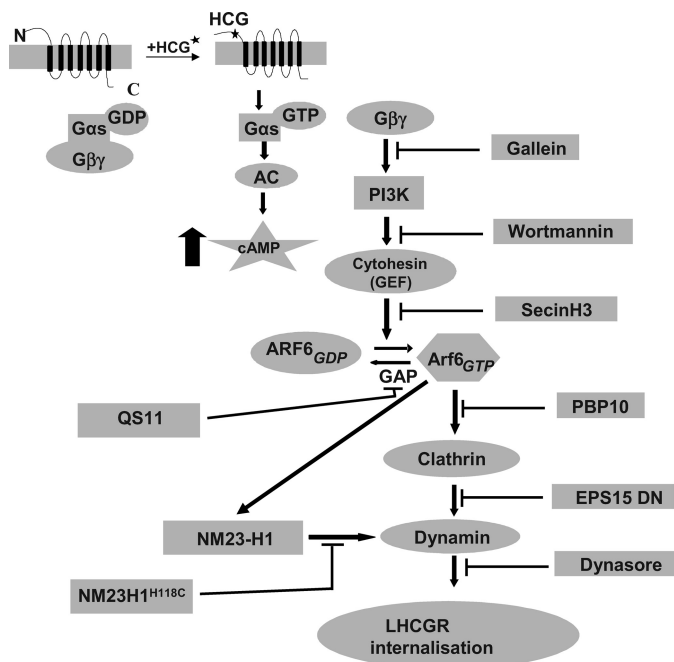 N
+HCG★
HCG
★
C
GDP
Gαs
Gβγ
GTP
Gαs
AC
cAMP
Gβγ
Gallein
PI3K
Wortmannin
Cytohesin
(GEF)
SecinH3
ARF6GDP
Arf6GTP
GAP
QS11
PBP10
Clathrin
EPS15 DN
NM23-H1
Dynamin
Dynasore
NM23H1H118C
LHCGR
internalisation